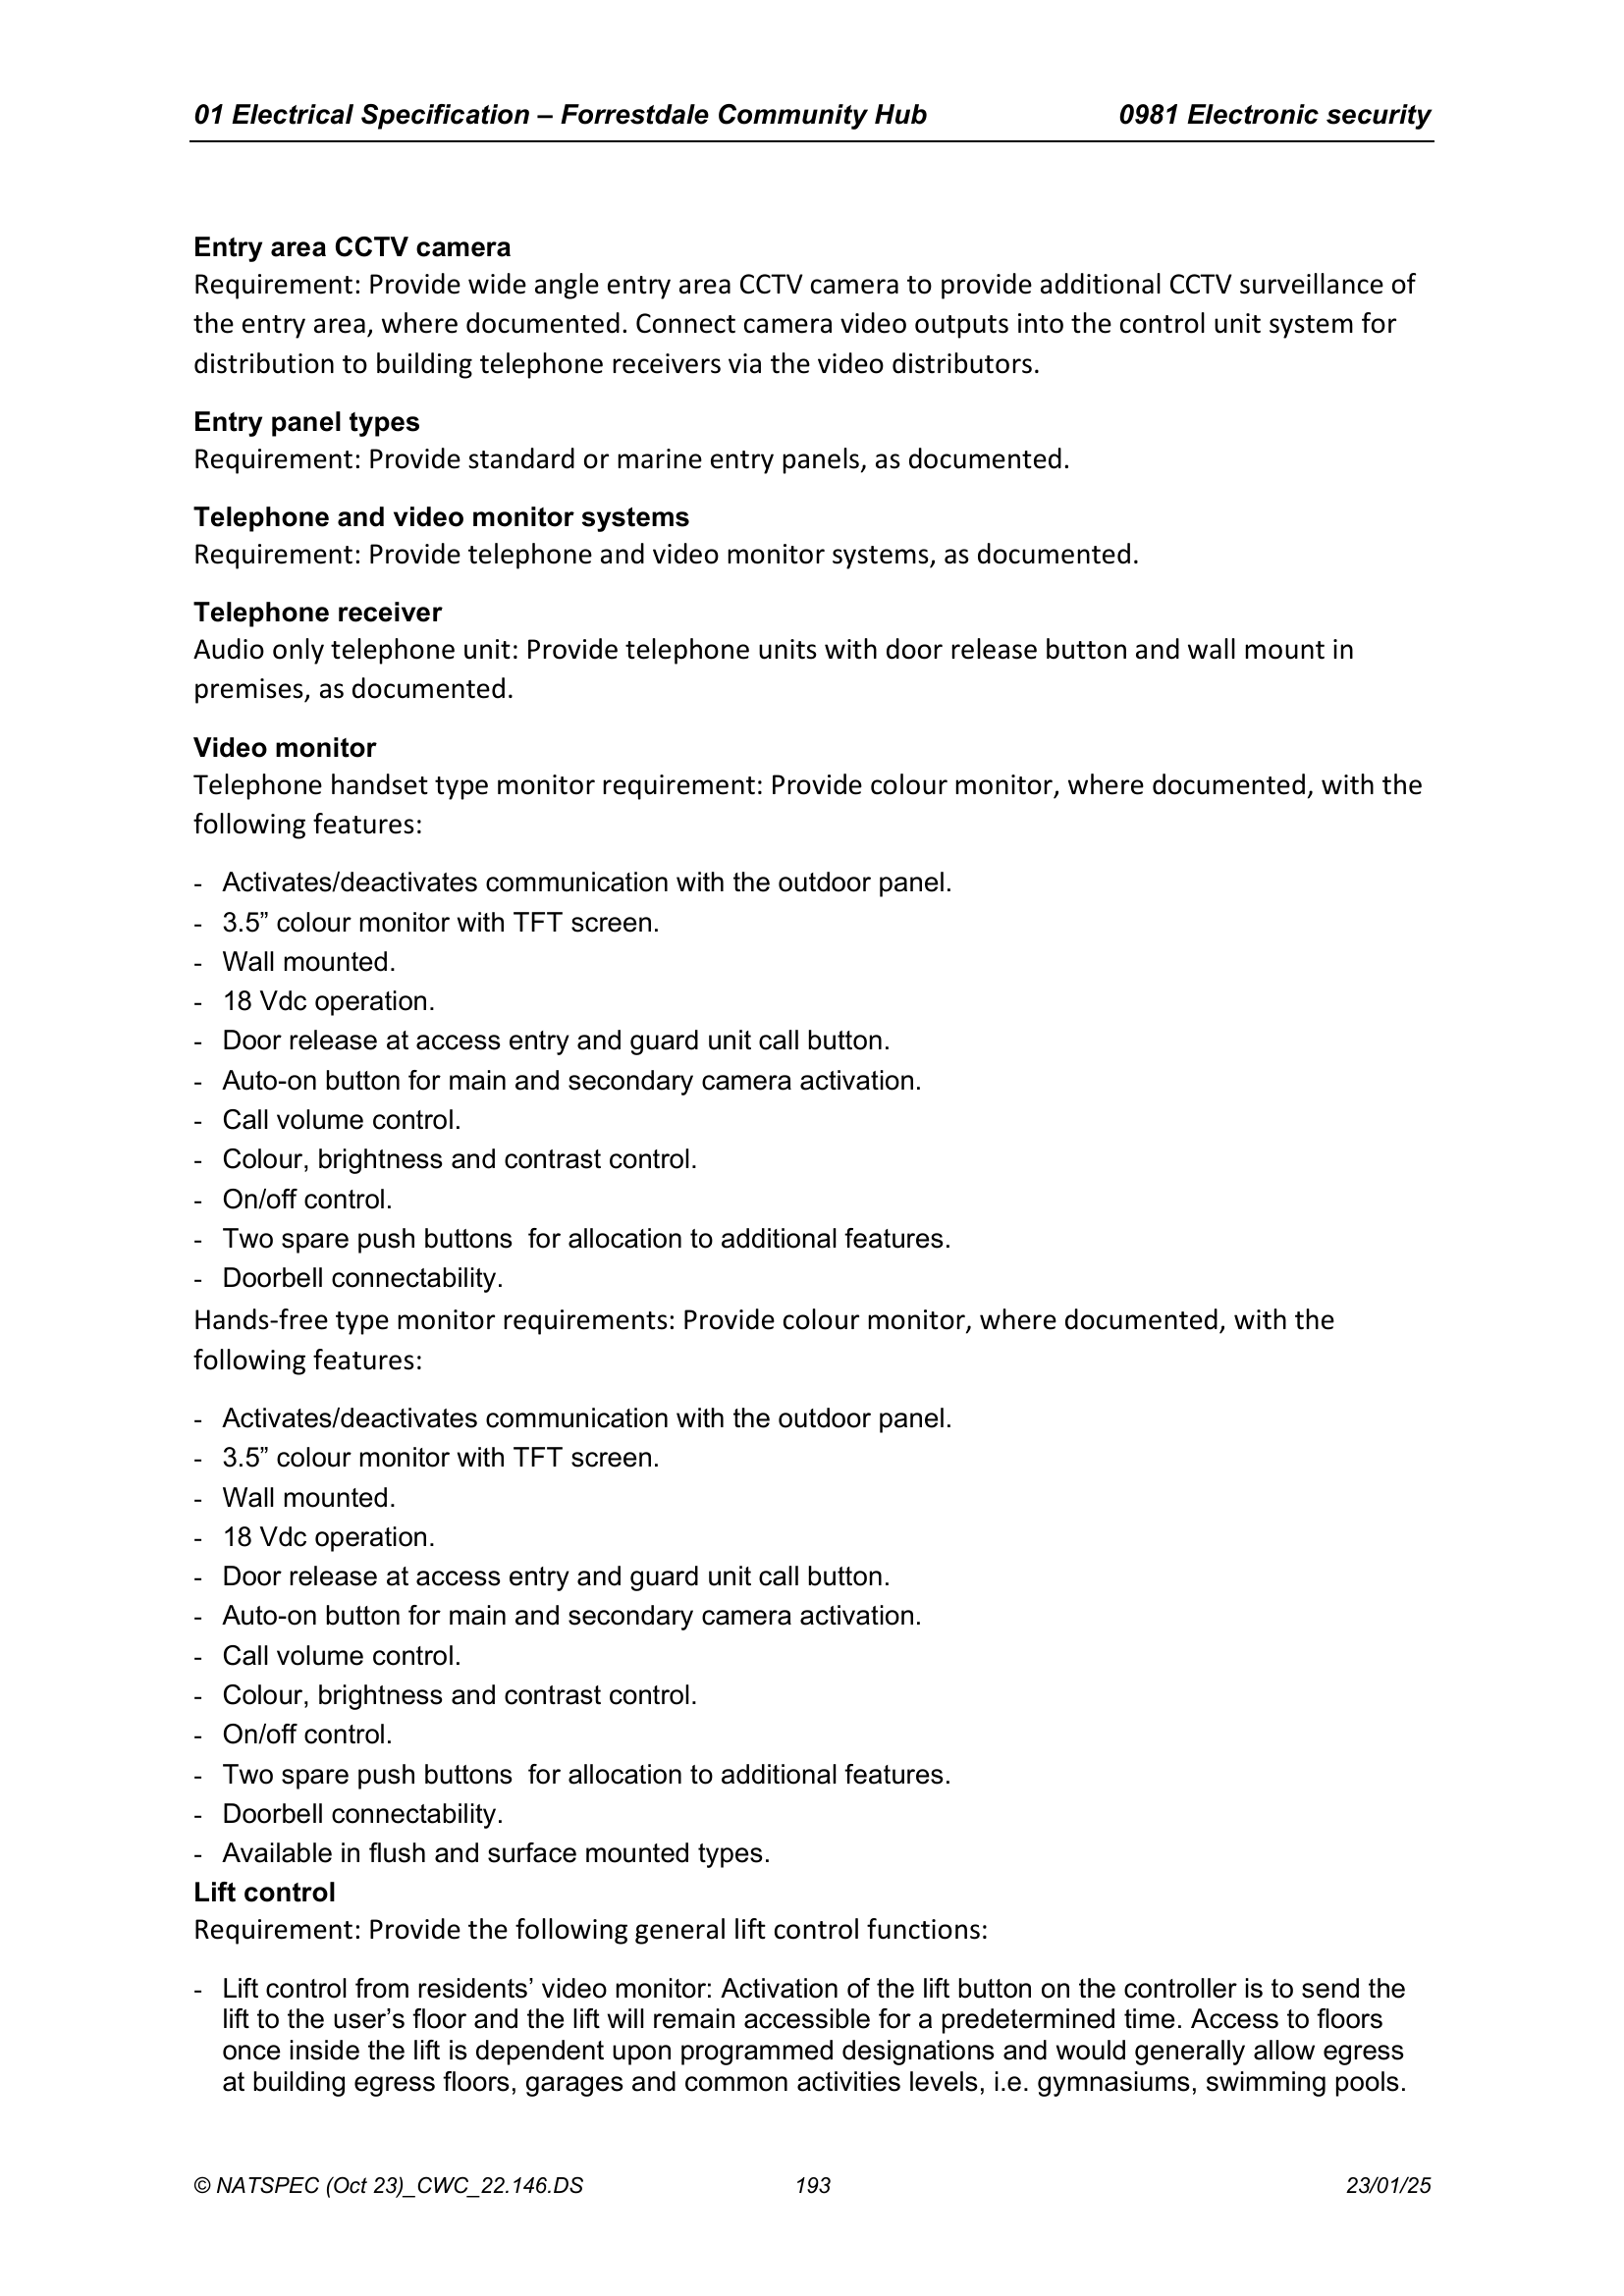 01 Electrical Specification – Forrestdale Community Hub 0981 Electronic security
Entry area CCTV camera
Requirement: Provide wide angle entry area CCTV camera to provide additional CCTV surveillance of
the entry area, where documented. Connect camera video outputs into the control unit system for
distribution to building telephone receivers via the video distributors.
Entry panel types
Requirement: Provide standard or marine entry panels, as documented.
Telephone and video monitor systems
Requirement: Provide telephone and video monitor systems, as documented.
Telephone receiver
Audio only telephone unit: Provide telephone units with door release button and wall mount in
premises, as documented.
Video monitor
Telephone handset type monitor requirement: Provide colour monitor, where documented, with the
following features:
- Activates/deactivates communication with the outdoor panel.
- 3.5” colour monitor with TFT screen.
- Wall mounted.
- 18 Vdc operation.
- Door release at access entry and guard unit call button.
- Auto-on button for main and secondary camera activation.
- Call volume control.
- Colour, brightness and contrast control.
- On/off control.
- Two spare push buttons  for allocation to additional features.
- Doorbell connectability.
Hands-free type monitor requirements: Provide colour monitor, where documented, with the
following features:
- Activates/deactivates communication with the outdoor panel.
- 3.5” colour monitor with TFT screen.
- Wall mounted.
- 18 Vdc operation.
- Door release at access entry and guard unit call button.
- Auto-on button for main and secondary camera activation.
- Call volume control.
- Colour, brightness and contrast control.
- On/off control.
- Two spare push buttons  for allocation to additional features.
- Doorbell connectability.
- Available in flush and surface mounted types.
Lift control
Requirement: Provide the following general lift control functions:
- Lift control from residents’ video monitor: Activation of the lift button on the controller is to send the
lift to the user’s floor and the lift will remain accessible for a predetermined time. Access to floors
once inside the lift is dependent upon programmed designations and would generally allow egress
at building egress floors, garages and common activities levels, i.e. gymnasiums, swimming pools.
© NATSPEC (Oct 23)_CWC_22.146.DS 193 23/01/25